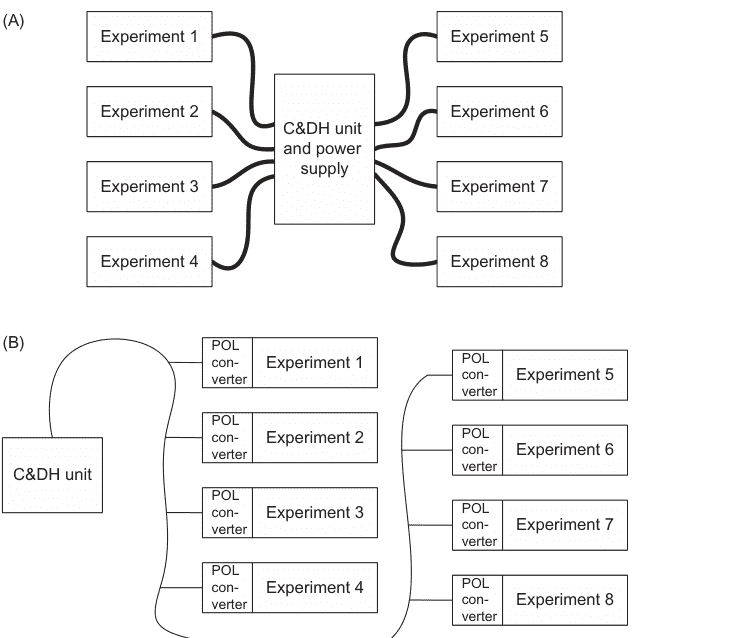 (A)
Experiment 1
Experiment 2
Experiment 3
Experiment 4
C&DH unit
and power
supply
Experiment 5
Experiment 6
Experiment 7
Experiment 8
(B)
C&DH unit
POL
con-
verter
Experiment 1
POL
con-
verter
Experiment 2
POL
con-
verter
Experiment 3
POL
con-
verter
Experiment 4
POL
con-
verter
Experiment 5
POL
con-
verter
Experiment 6
POL
con-
verter
Experiment 7
POL
con-
verter
Experiment 8